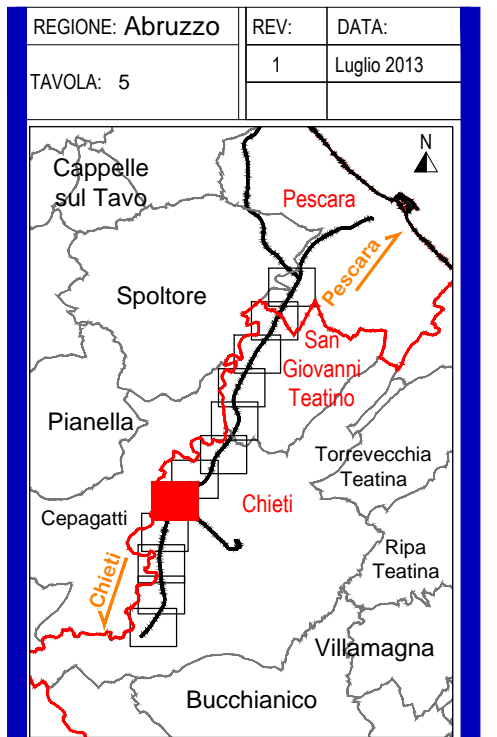 REGIONE: Abruzzo
REV:
DATA:
TAVOLA: 5
1
Luglio 2013
N
Cappelle
sul Tavo
Pescara
Pescara
Spoltore
San
Giovanni
Teatino
Pianella
Torrevecchia
Teatina
Chieti
Cepagatti
Ripa
Teatina
Chieti
Villamagna
Bucchianico